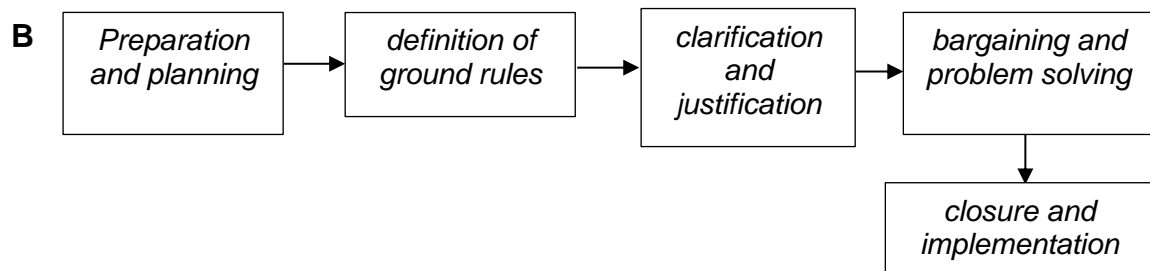 B
Preparation
and planning
definition of
ground rules
clarification
and
justification
bargaining and
problem solving
closure and
implementation